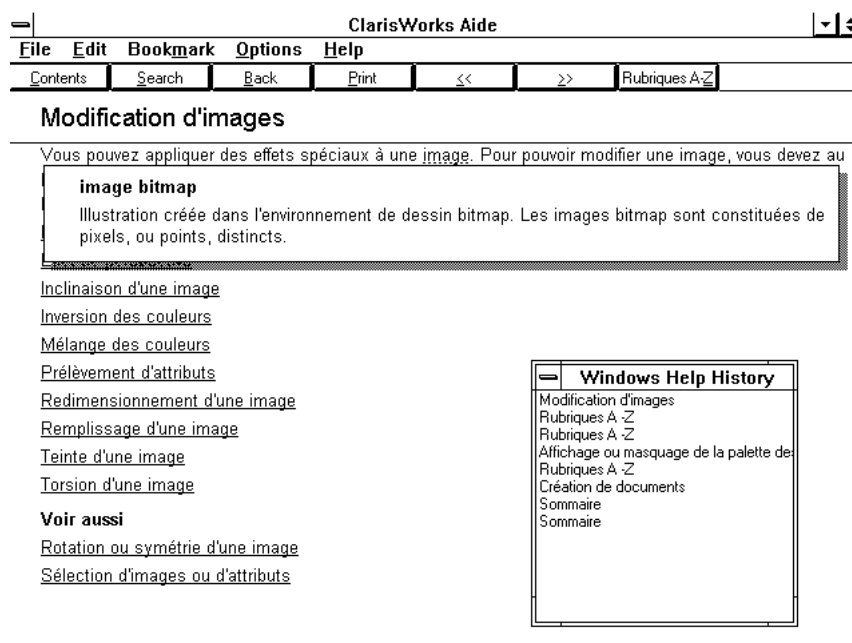 ClarisWorks Aide
File Edit Bookmark Options Help
Contents Search Back Print << >> Rubriques A-Z
Modification d'images
Vous pouvez appliquer des effets spéciaux à une image. Pour pouvoir modifier une image, vous devez au
image bitmap
Illustration créée dans l'environnement de dessin bitmap. Les images bitmap sont constituées de
pixels, ou points, distincts.
Inclinaison d'une image
Inversion des couleurs
Mélange des couleurs
Prélèvement d'attributs
Redimensionnement d'une image
Remplissage d'une image
Teinte d'une image
Torsion d'une image
Voir aussi
Rotation ou symétrie d'une image
Sélection d'images ou d'attributs
Windows Help History
Modification d'images
Rubriques A -Z
Rubriques A -Z
Affichage ou masquage de la palette de
Rubriques A -Z
Création de documents
Sommaire
Sommaire